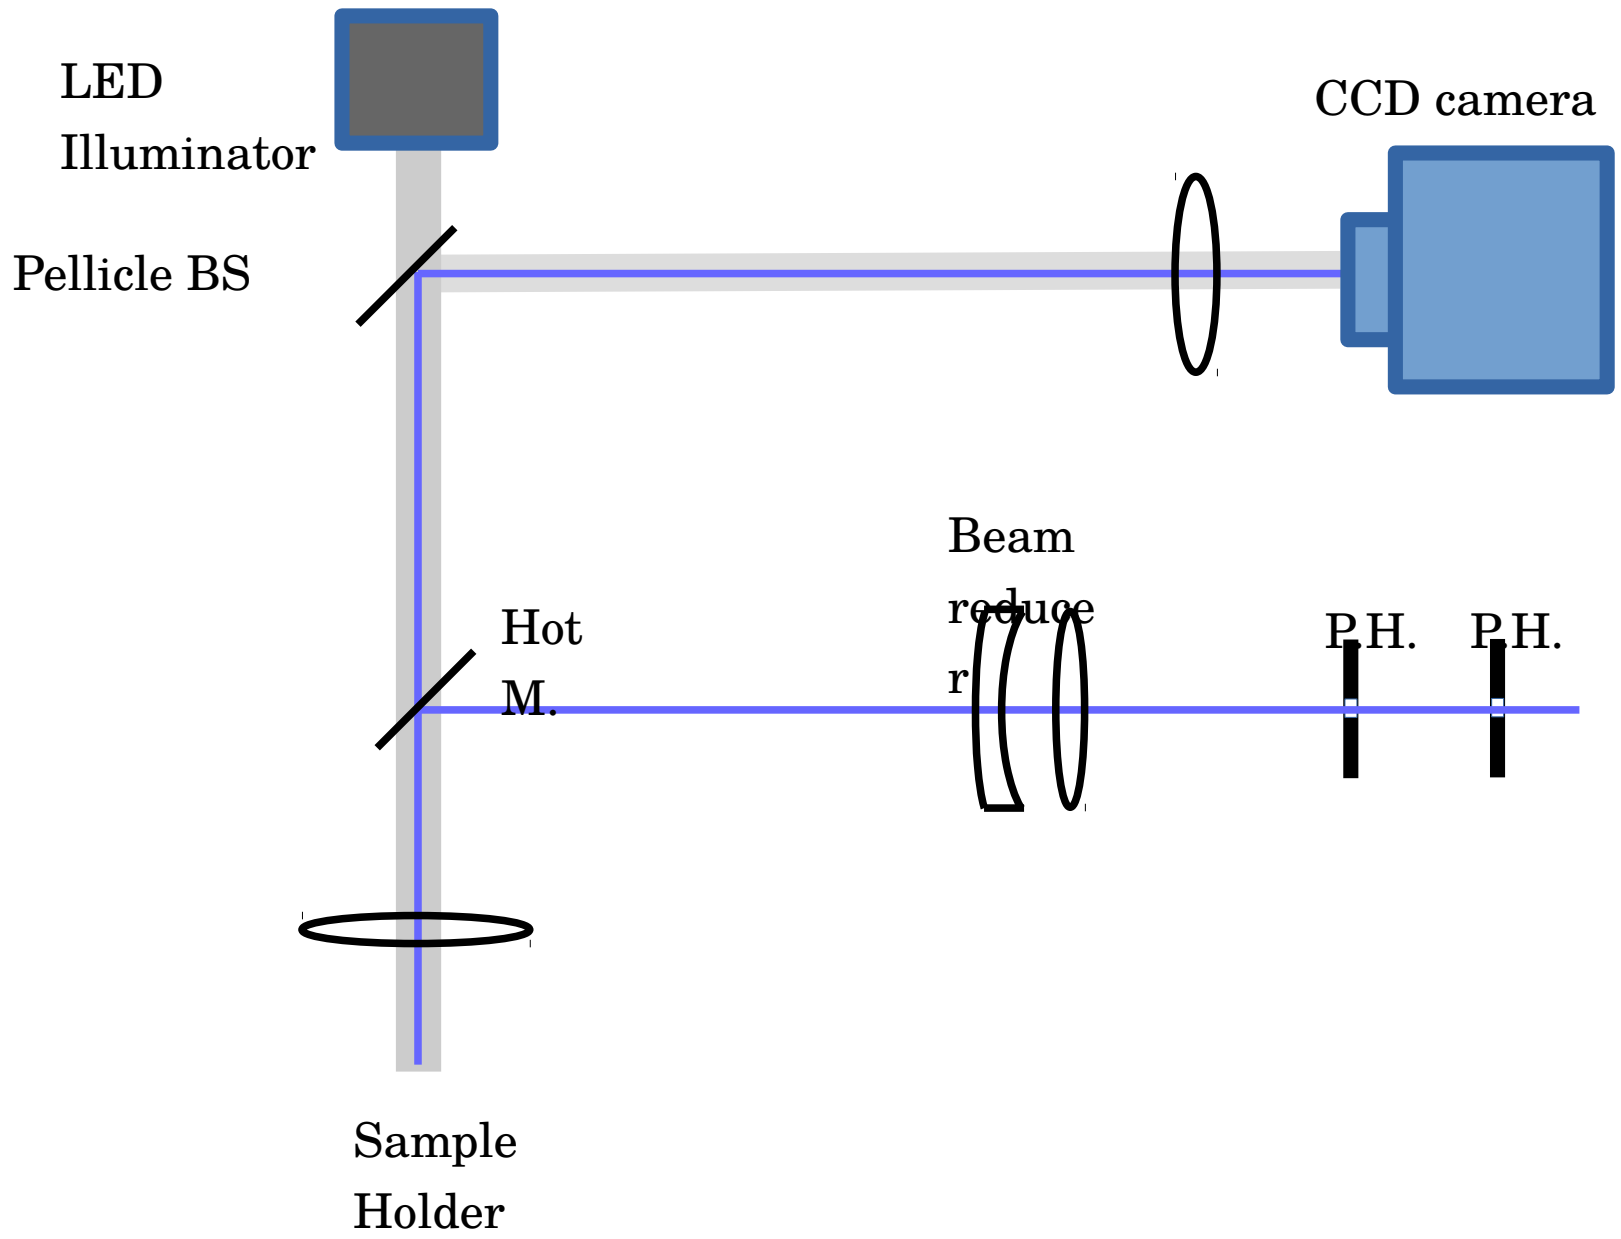 LED
Illuminator
CCD camera
Pellicle BS
Beam
reduce
r
Hot
M.
P.H.
P.H.
Sample
Holder